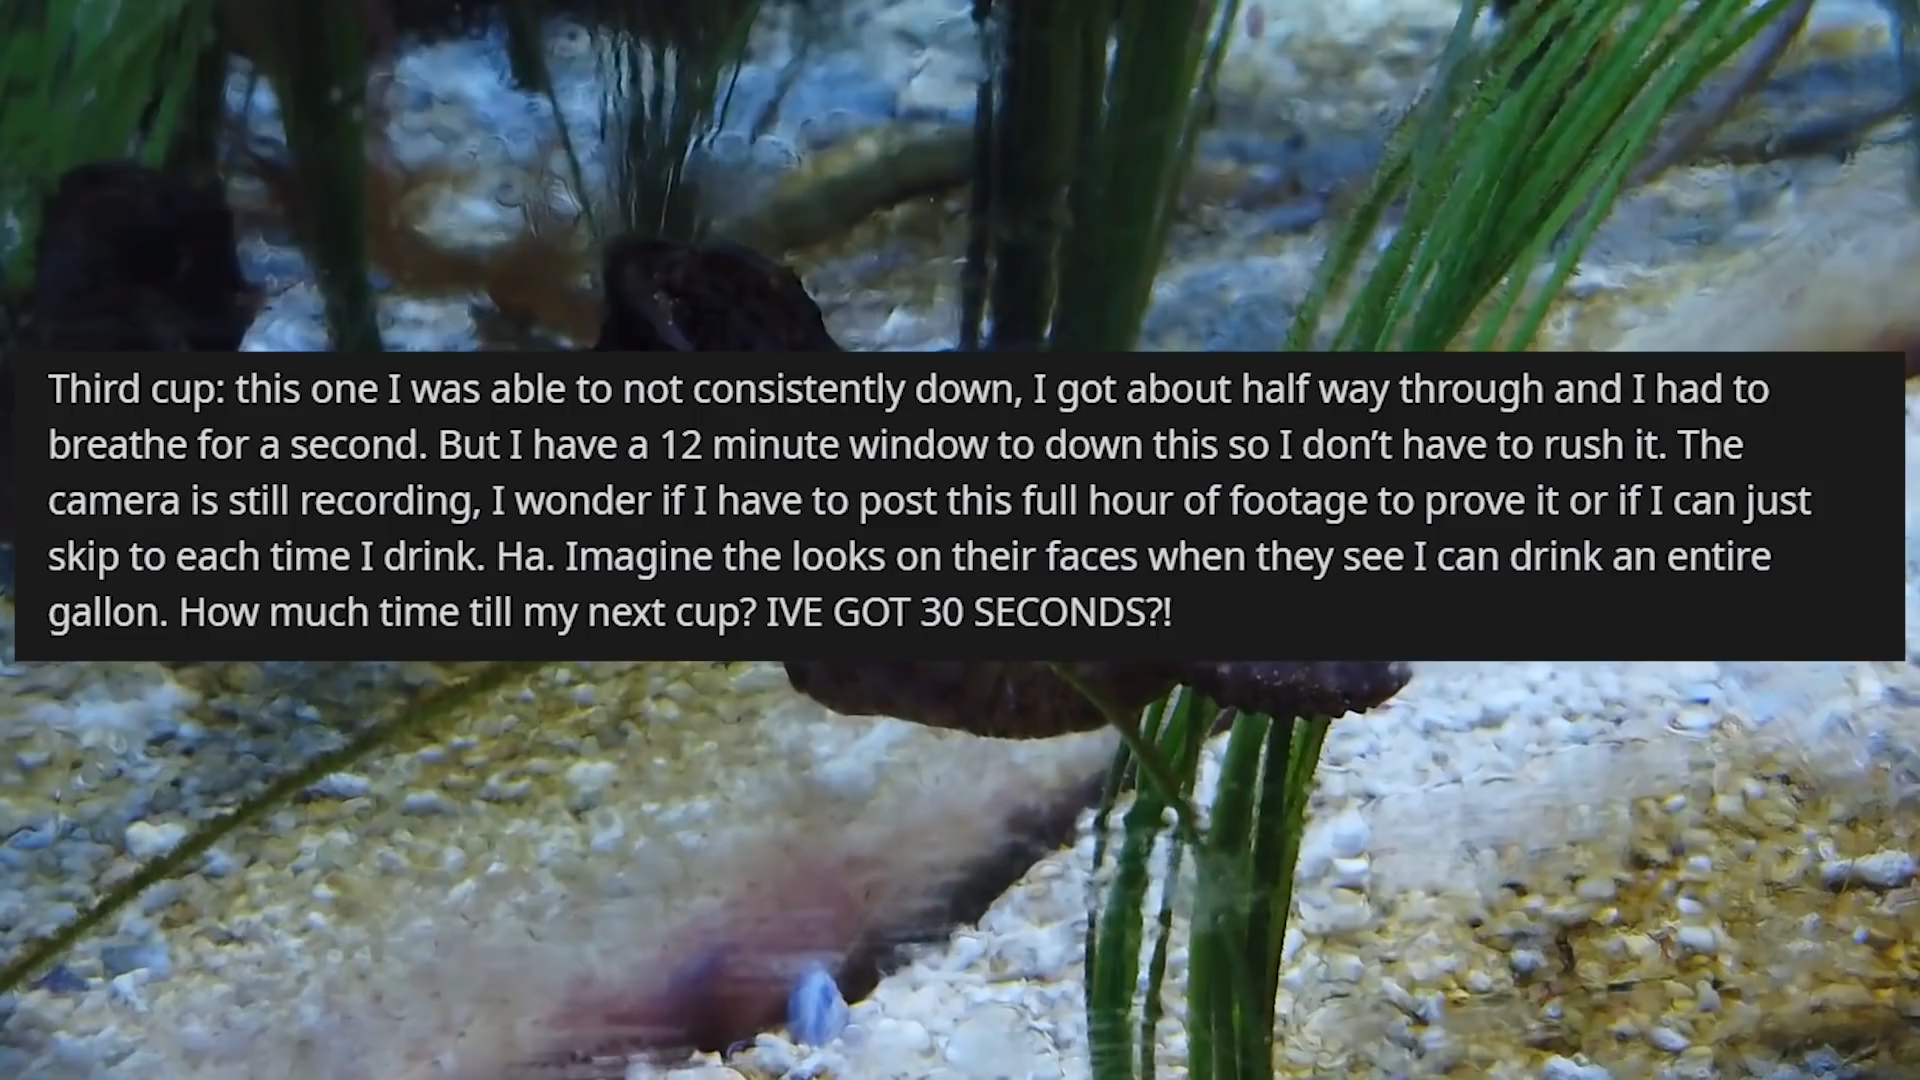 Third cup: this one I was able to not consistently down, I got about half way through and I had to
breathe for a second. But I have a 12 minute window to down this so I don’t have to rush it. The
camera is still recording, I wonder if I have to post this full hour of footage to prove it or if I can just
skip to each time I drink. Ha. Imagine the looks on their faces when they see I can drink an entire
gallon. How much time till my next cup? IVE GOT 30 SECONDS?!